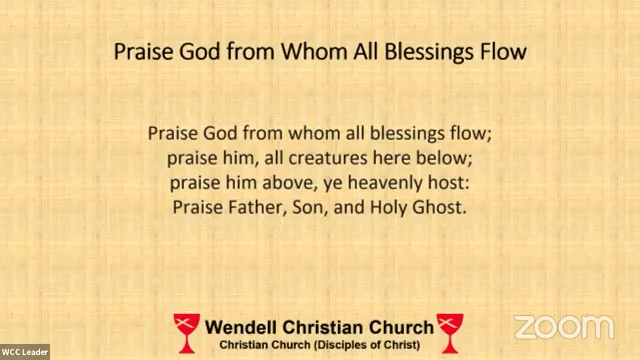 Praise God from Whom All Blessings Flow
Praise God from whom all blessings flow;
praise him, all creatures here below;
praise him above, ye heavenly host:
Praise Father, Son, and Holy Ghost.
Wendell Christian Church
Christian Church (Disciples of Christ)
zoom
WCC Leader